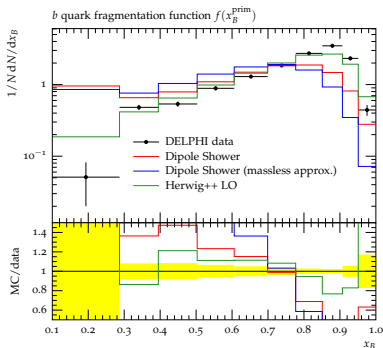 b quark fragmentation function f(x_B^prim)
1/N dN/dx_B
1
10^−1
DELPHI data
Dipole Shower
Dipole Shower (massless approx.)
Herwig++ LO
MC/data
1.4
1.2
1
0.8
0.6
0.1 0.2 0.3 0.4 0.5 0.6 0.7 0.8 0.9 1.0
x_B